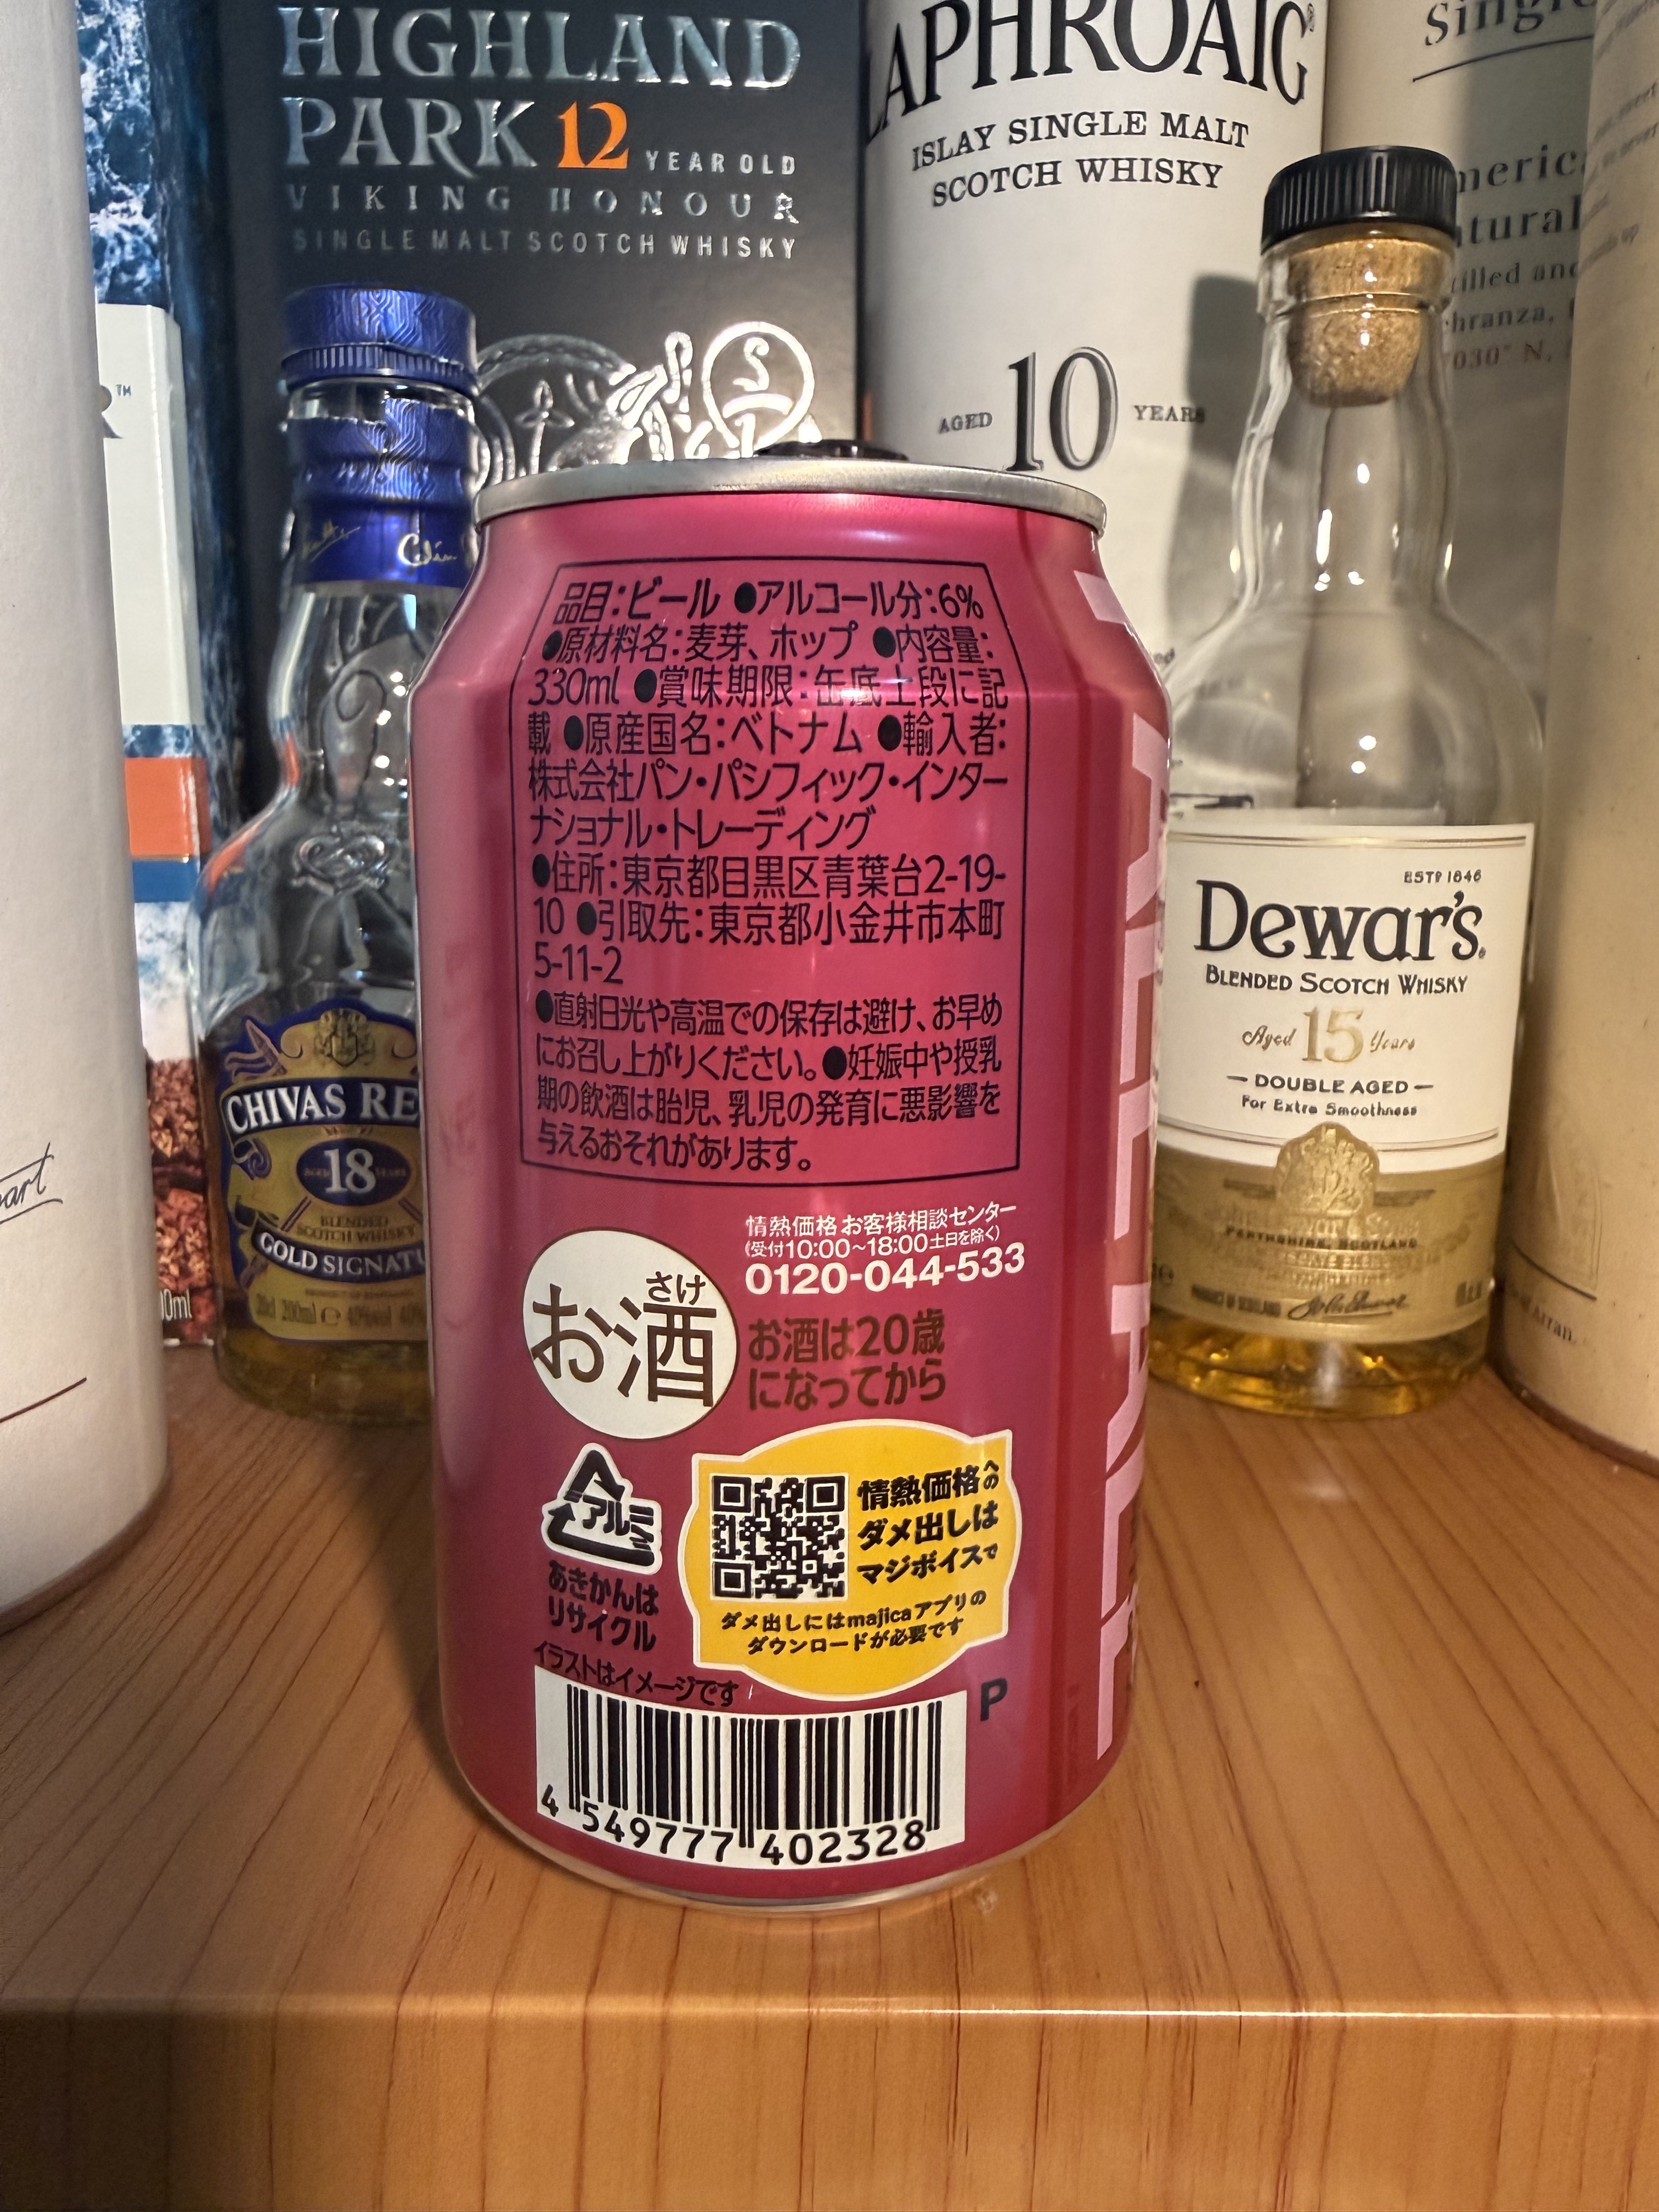 HIGHLAND
PARK 12 YEAR OLD
VIKING HONOUR
SINGLE MALT SCOTCH WHISKY
LAPHROAIG®
ISLAY SINGLE MALT
SCOTCH WHISKY
AGED 10 YEARS
TM
CHIVAS RE
18
BLENDED
SCOTCH WHISKY
GOLD SIGNATU
品目:ビール ●アルコール分:6%
●原材料名:麦芽、ホップ ●内容量:
330ml ●賞味期限:缶底上段に記
載 ●原産国名:ベトナム ●輸入者:
株式会社パン・パシフィック・インター
ナショナル・トレーディング
●住所:東京都目黒区青葉台2-19-
10 ●引取先:東京都小金井市本町
5-11-2
●直射日光や高温での保存は避け、お早め
にお召し上がりください。●妊娠中や授乳
期の飲酒は胎児、乳児の発育に悪影響を
与えるおそれがあります。
情熱価格 お客様相談センター
(受付10:00~18:00土日を除く)
0120-044-533
さけ
お酒
お酒は20歳
になってから
アルミ
あきかんは
リサイクル
情熱価格への
ダメ出しは
マジボイスで
ダメ出しにはmajicaアプリの
ダウンロードが必要です
イラストはイメージです
P
4 549777 402328
ESTD 1846
Dewar's
BLENDED SCOTCH WHISKY
Aged 15 Years
DOUBLE AGED
For Extra Smoothness
PERTHSHIRE, SCOTLAND
Single